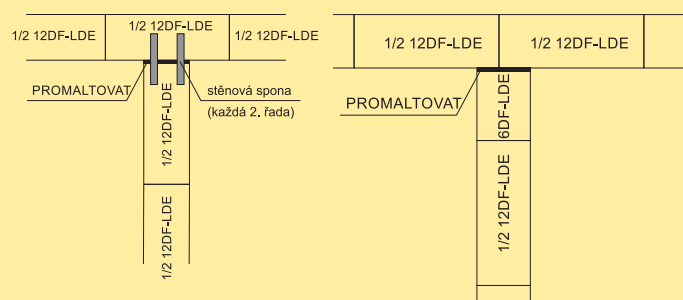 1/2 12DF-LDE
1/2 12DF-LDE
1/2 12DF-LDE
PROMALTOVAT
stěnová spona
(každá 2. řada)
1/2 12DF-LDE
1/2 12DF-LDE
1/2 12DF-LDE
1/2 12DF-LDE
PROMALTOVAT
6DF-LDE
1/2 12DF-LDE